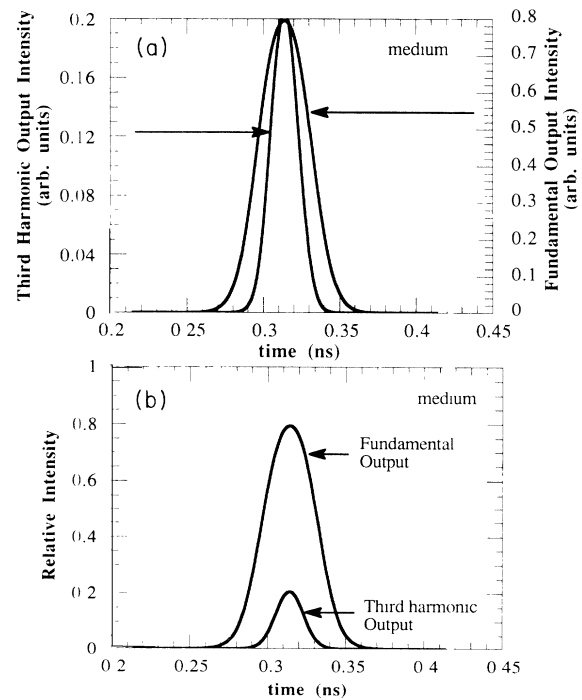 (a)
medium
Third Harmonic Output Intensity
(arb. units)
0.2
0.16
0.12
0.08
0.04
0
0.8
0.7
0.6
0.5
0.4
0.3
0.2
0.1
0
Fundamental Output Intensity
(arb. units)
0.2 0 25 0.3 0.35 0.4 0.45
time (ns)
(b)
medium
Relative Intensity
1
0.8
0.6
0.4
0 2
0
Fundamental
Output
Third harmonic
Output
0 2 0.25 0.3 0 35 0.4 0.45
time (ns)